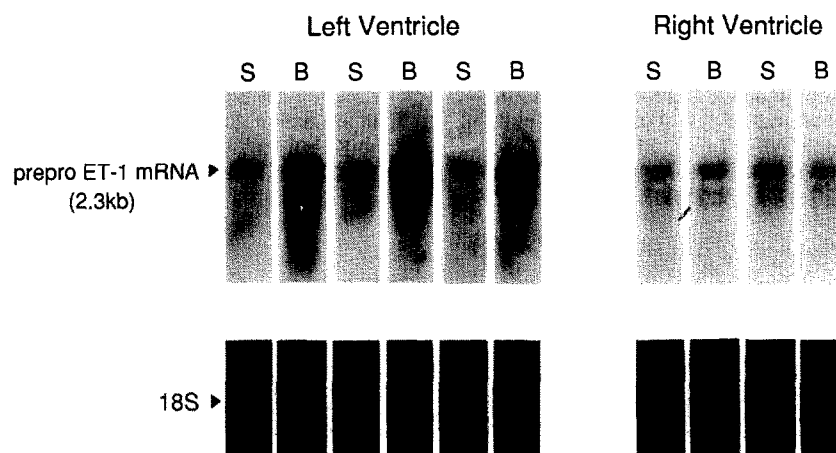 Left Ventricle
Right Ventricle
S B S B S B
S B S B
prepro ET-1 mRNA
(2.3kb)
18S